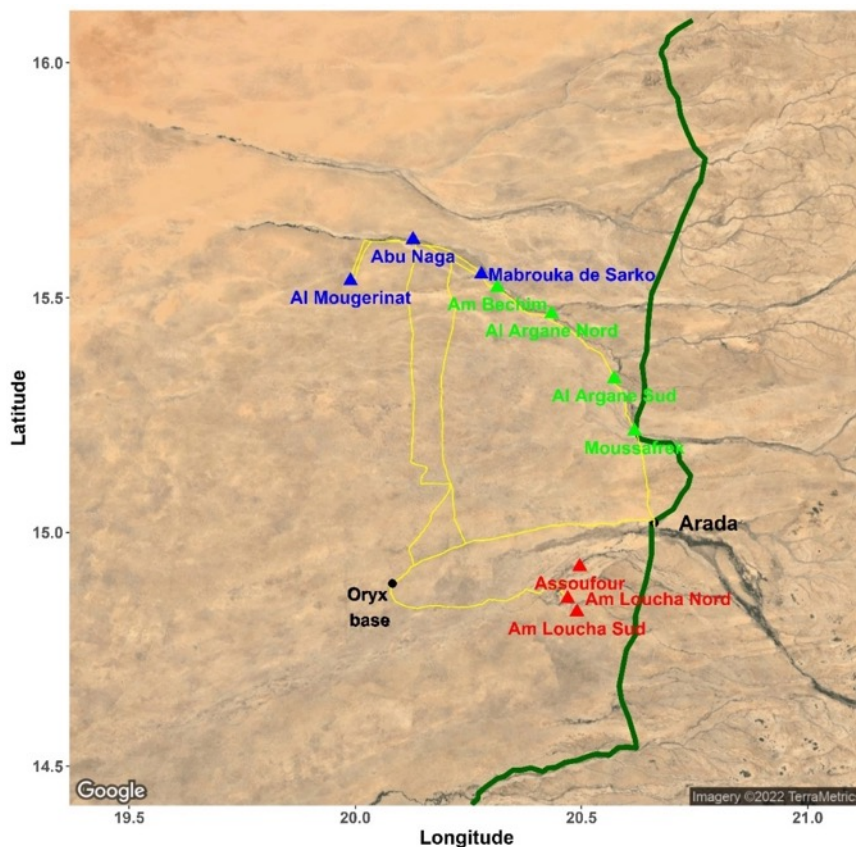 16.0
Abu Naga
Mabrouka de Sarko
Al Mougerinat
15.5
Am Bechim
Al Argane Nord
Al Argane Sud
Latitude
Moussafrex
15.0
Arada
Assoufour
Oryx
base
Am Loucha Nord
Am Loucha Sud
14.5
Google
Imagery ©2022 TerraMetrics
19.5
20.0
20.5
21.0
Longitude